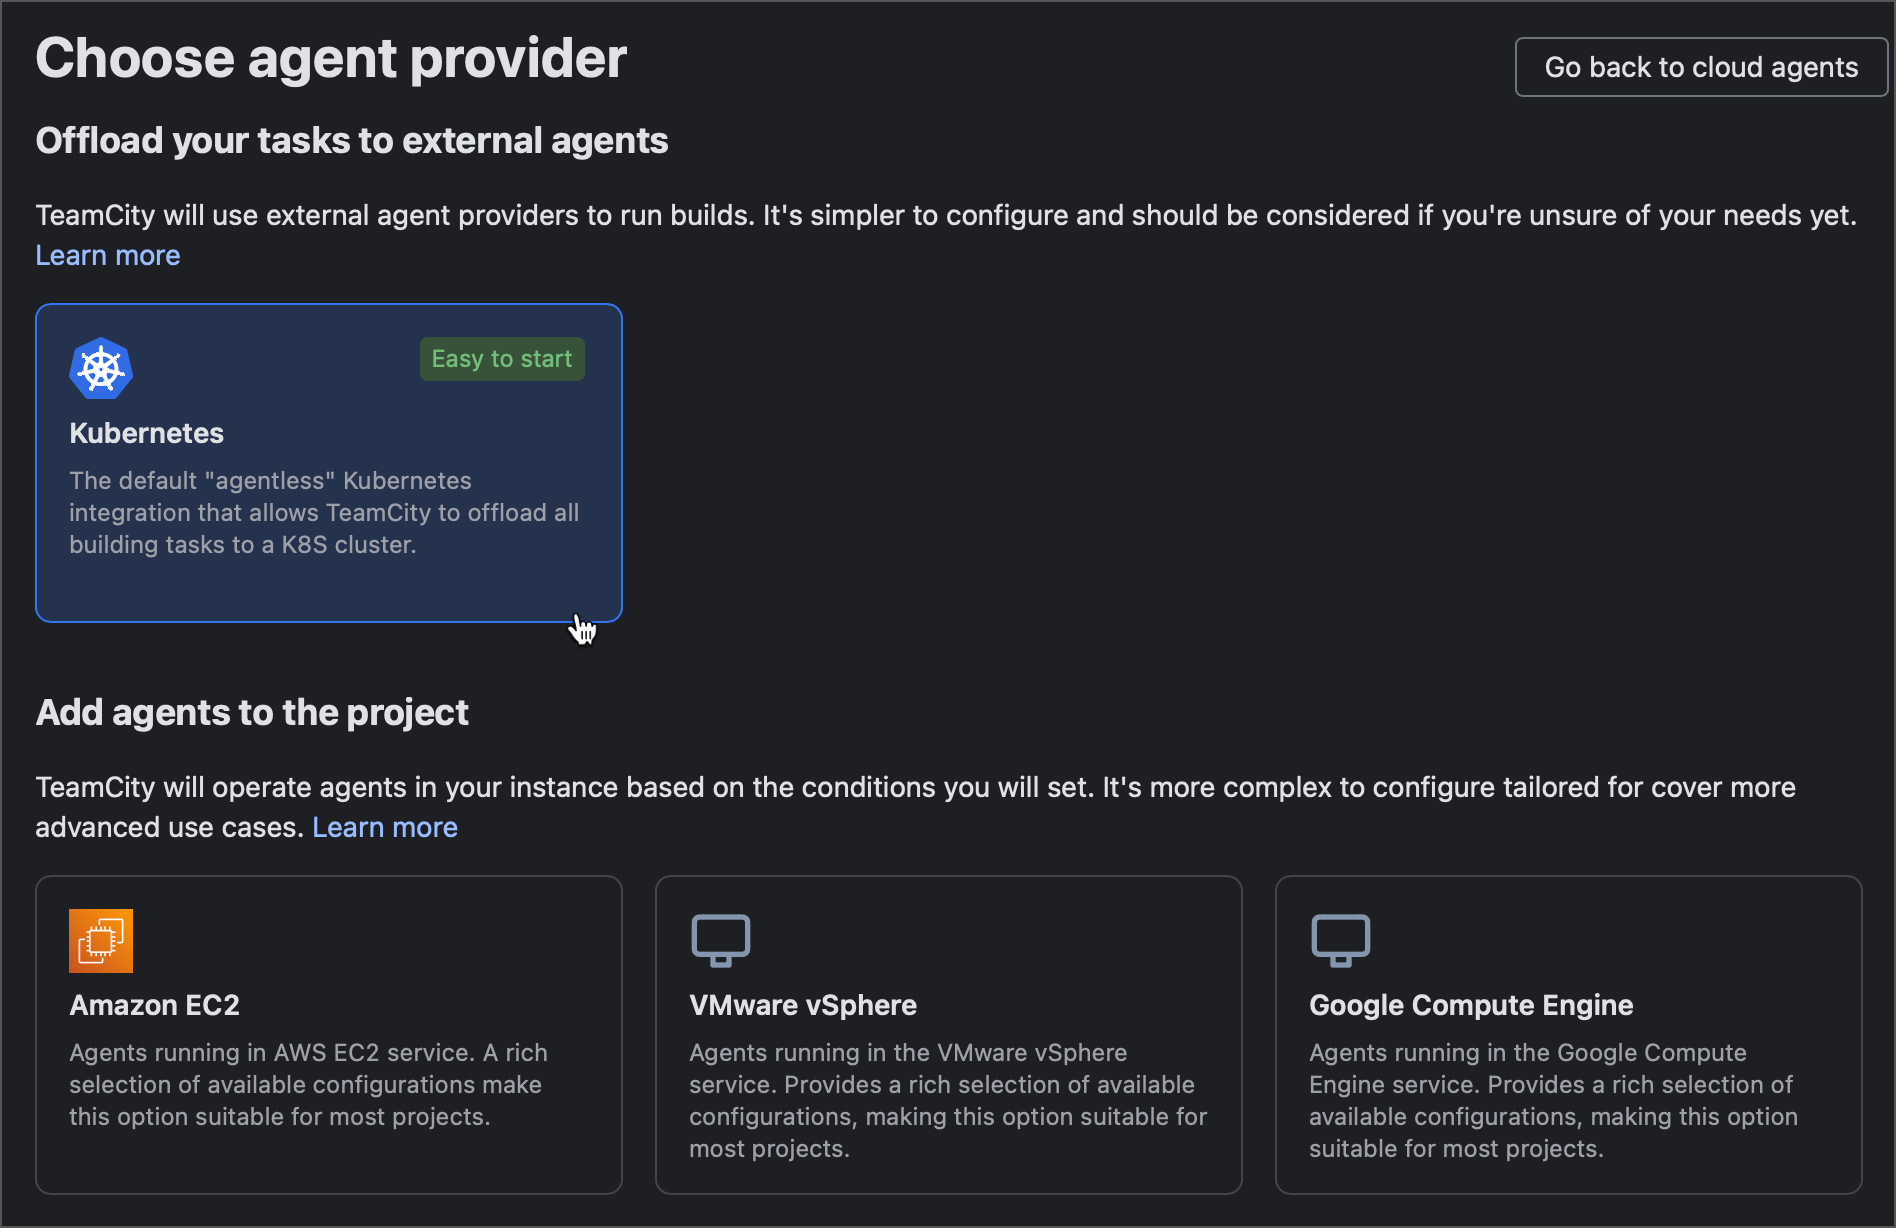 Choose agent provider
Go back to cloud agents
Offload your tasks to external agents
TeamCity will use external agent providers to run builds. It's simpler to configure and should be considered if you're unsure of your needs yet.
Learn more
Easy to start
Kubernetes
The default "agentless" Kubernetes
integration that allows TeamCity to offload all
building tasks to a K8S cluster.
Add agents to the project
TeamCity will operate agents in your instance based on the conditions you will set. It's more complex to configure tailored for cover more
advanced use cases. Learn more
Amazon EC2
Agents running in AWS EC2 service. A rich
selection of available configurations make
this option suitable for most projects.
VMware vSphere
Agents running in the VMware vSphere
service. Provides a rich selection of available
configurations, making this option suitable for
most projects.
Google Compute Engine
Agents running in the Google Compute
Engine service. Provides a rich selection of
available configurations, making this option
suitable for most projects.